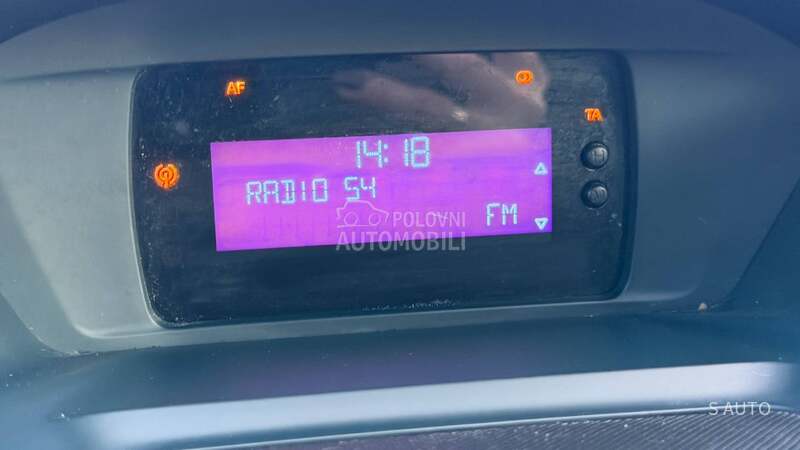 AF
TA
14:18
RADIO S4
FM
POLOVNI
AUTOMOBILI
S AUTO